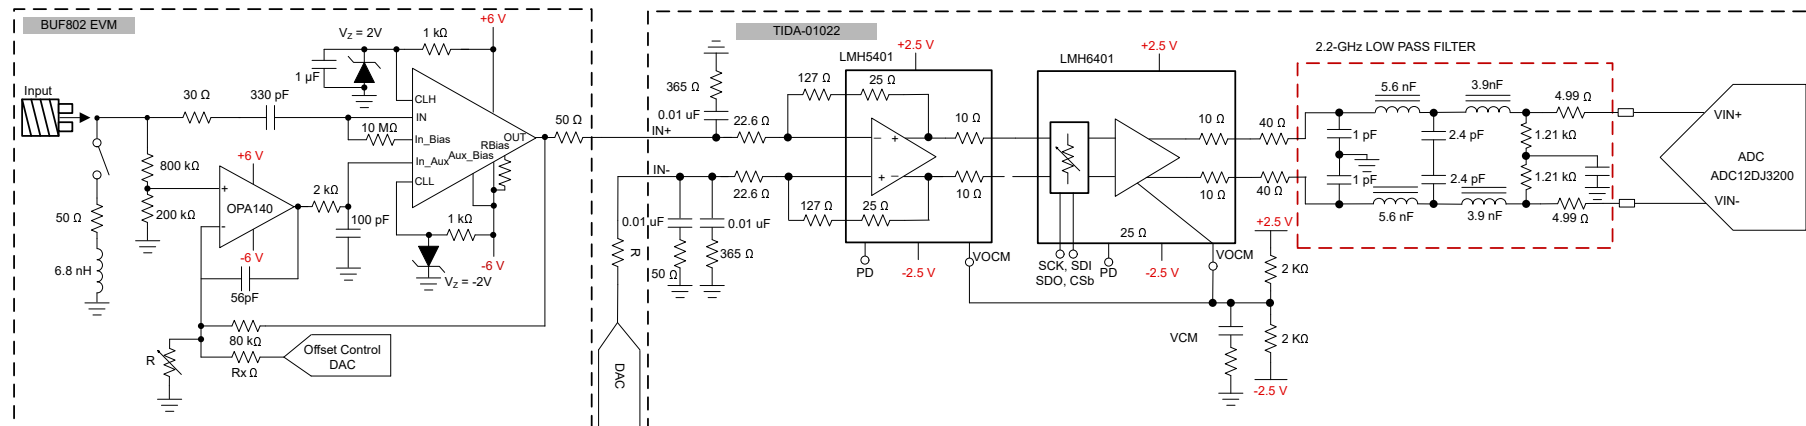 BUF802 EVM
+6 V
VZ = 2V
1 kΩ
1 µF
Input
30 Ω
330 pF
CLH
IN
10 MΩ
In_Bias
OUT
RBias
Aux_Bias
In_Aux
CLL
50 Ω
800 kΩ
+6 V
+
OPA140
-
2 kΩ
200 kΩ
50 Ω
100 pF
1 kΩ
-6 V
-6 V
6.8 nH
56pF
VZ = -2V
80 kΩ
R
Rx Ω
Offset Control
DAC
TIDA-01022
+2.5 V
LMH5401
365 Ω
127 Ω
25 Ω
0.01 uF
22.6 Ω
IN+
− +
10 Ω
IN-
+ −
22.6 Ω
10 Ω
127 Ω
25 Ω
0.01 uF
0.01 uF
R
50 Ω
365 Ω
PD
-2.5 V
VOCM
DAC
+2.5 V
LMH6401
10 Ω
40 Ω
10 Ω
40 Ω
25 Ω
SCK, SDI
SDO, CSb
PD
-2.5 V
VOCM
+2.5 V
2 KΩ
VCM
2 KΩ
-2.5 V
2.2-GHz LOW PASS FILTER
5.6 nF
3.9nF
4.99 Ω
1 pF
2.4 pF
1.21 kΩ
1 pF
2.4 pF
1.21 kΩ
5.6 nF
3.9 nF
4.99 Ω
VIN+
ADC
ADC12DJ3200
VIN-